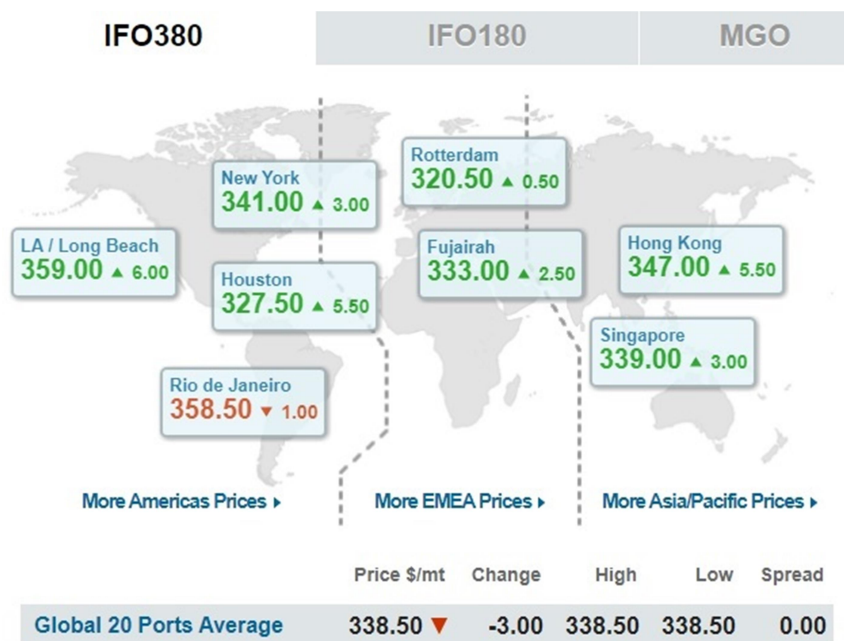 IFO380 IFO180 MGO
Rotterdam
320.50 ▲ 0.50
New York
341.00 ▲ 3.00
LA / Long Beach
359.00 ▲ 6.00
Fujairah
333.00 ▲ 2.50
Hong Kong
347.00 ▲ 5.50
Houston
327.50 ▲ 5.50
Singapore
339.00 ▲ 3.00
Rio de Janeiro
358.50 ▼ 1.00
More Americas Prices More EMEA Prices More Asia/Pacific Prices
Price $/mt Change High Low Spread
Global 20 Ports Average 338.50 ▼ -3.00 338.50 338.50 0.00